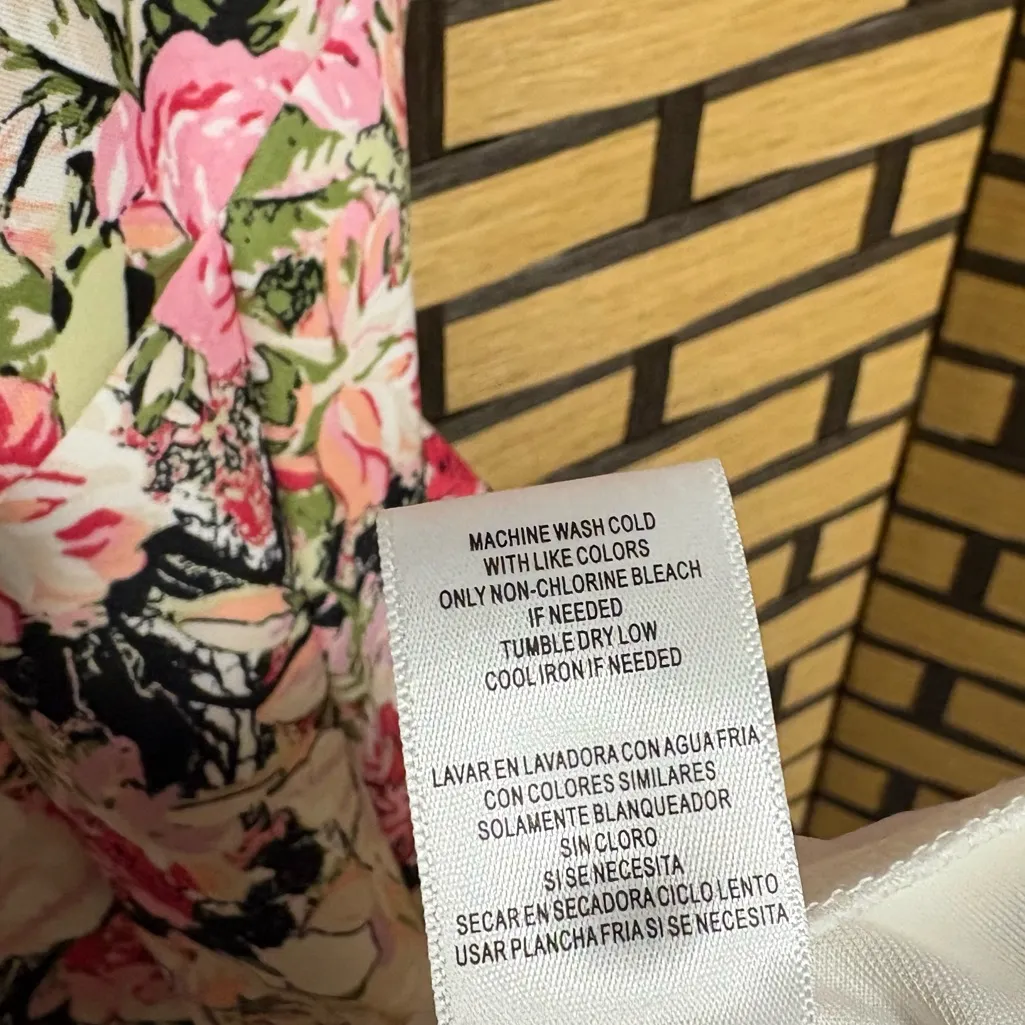 MACHINE WASH COLD
WITH LIKE COLORS
ONLY NON-CHLORINE BLEACH
IF NEEDED
TUMBLE DRY LOW
COOL IRON IF NEEDED
LAVAR EN LAVADORA CON AGUA FRIA
CON COLORES SIMILARES
SOLAMENTE BLANQUEADOR
SIN CLORO
SI SE NECESITA
SECAR EN SECADORA CICLO LENTO
USAR PLANCHA FRIA SI SE NECESITA